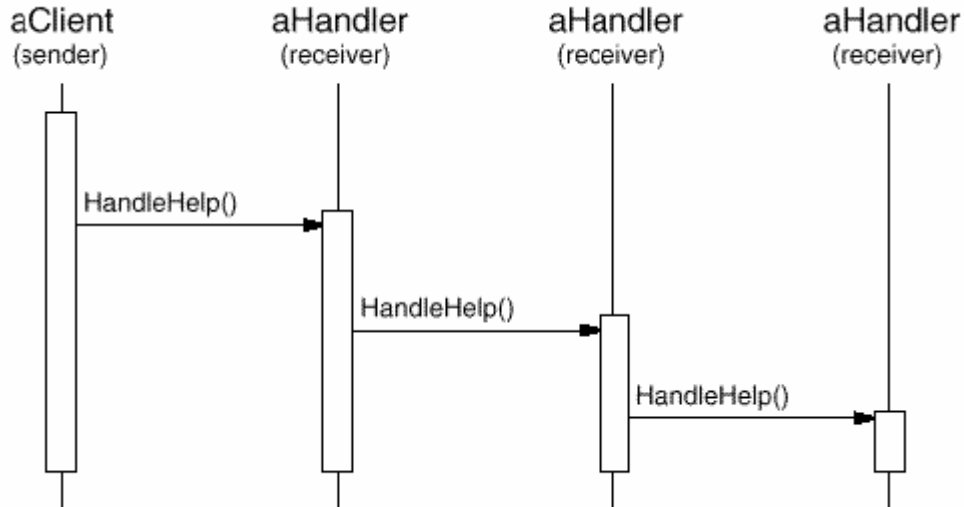 aClient
(sender)
aHandler
(receiver)
aHandler
(receiver)
aHandler
(receiver)
HandleHelp()
HandleHelp()
HandleHelp()